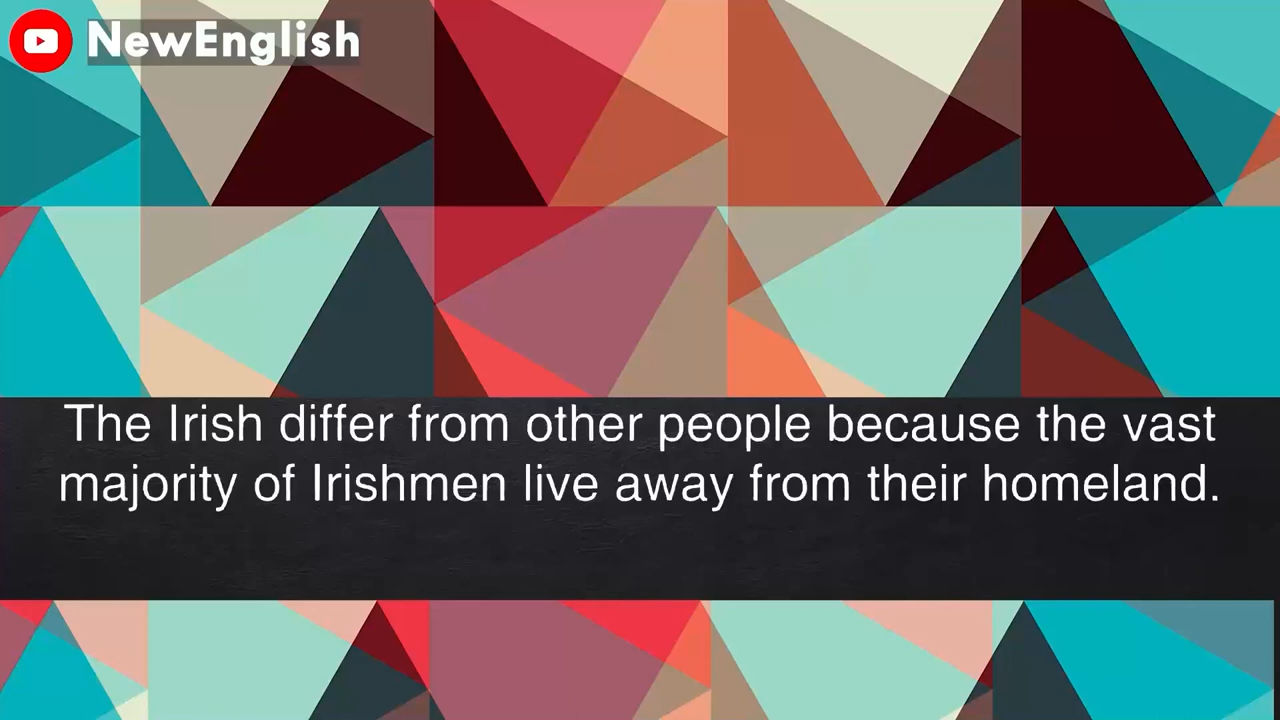 NewEnglish
The Irish differ from other people because the vast
majority of Irishmen live away from their homeland.